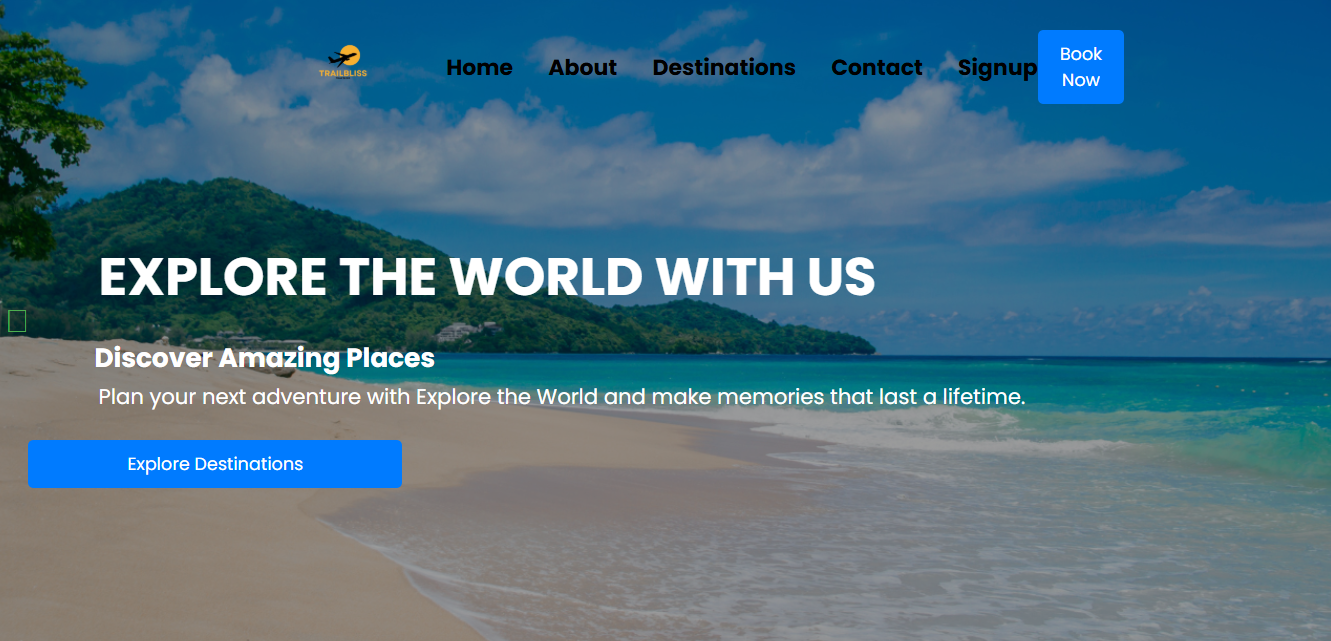 TRAILBLISS
Home About Destinations Contact Signup
Book
Now
EXPLORE THE WORLD WITH US
Discover Amazing Places
Plan your next adventure with Explore the World and make memories that last a lifetime.
Explore Destinations